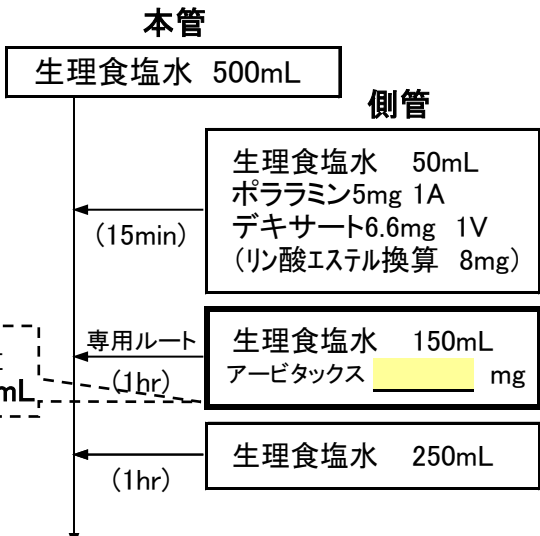 本管
生理食塩水 500mL
側管
生理食塩水 50mL
ポララミン5mg 1A
デキサート6.6mg 1V
(リン酸エステル換算 8mg)
(15min)
専用ルート
(1hr)
生理食塩水 150mL
アービタックス mg
mL
生理食塩水 250mL
(1hr)